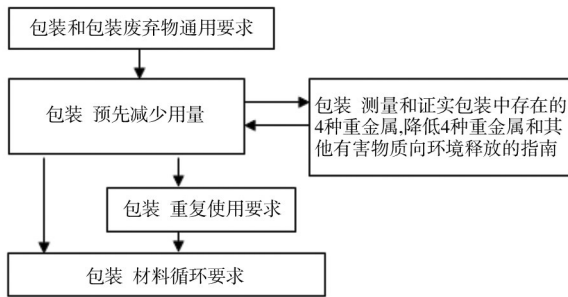 包装和包装废弃物通用要求
包装 预先减少用量
包装 测量和证实包装中存在的
4种重金属,降低4种重金属和其
他有害物质向环境释放的指南
包装 重复使用要求
包装 材料循环要求